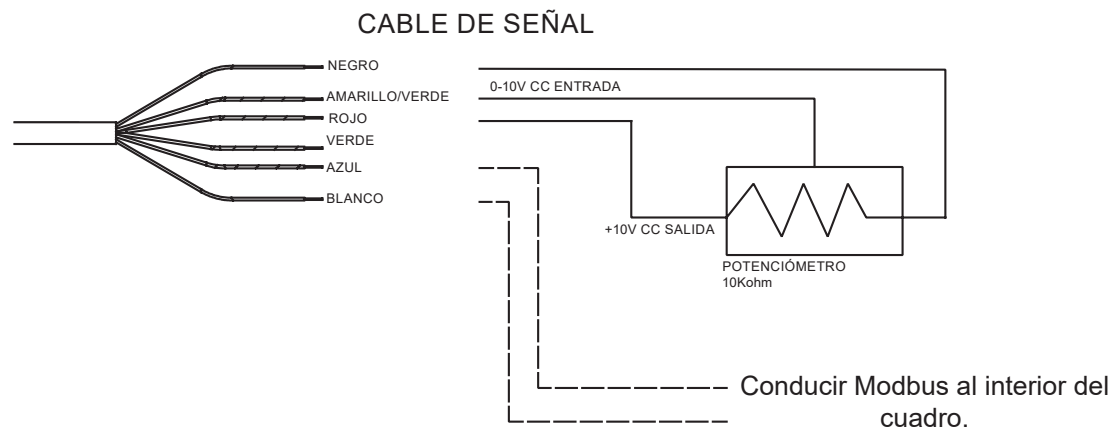 CABLE DE SEÑAL
NEGRO
0-10V CC ENTRADA
AMARILLO/VERDE
ROJO
VERDE
AZUL
BLANCO
+10V CC SALIDA
POTENCIÓMETRO
10Kohm
Conducir Modbus al interior del
cuadro.